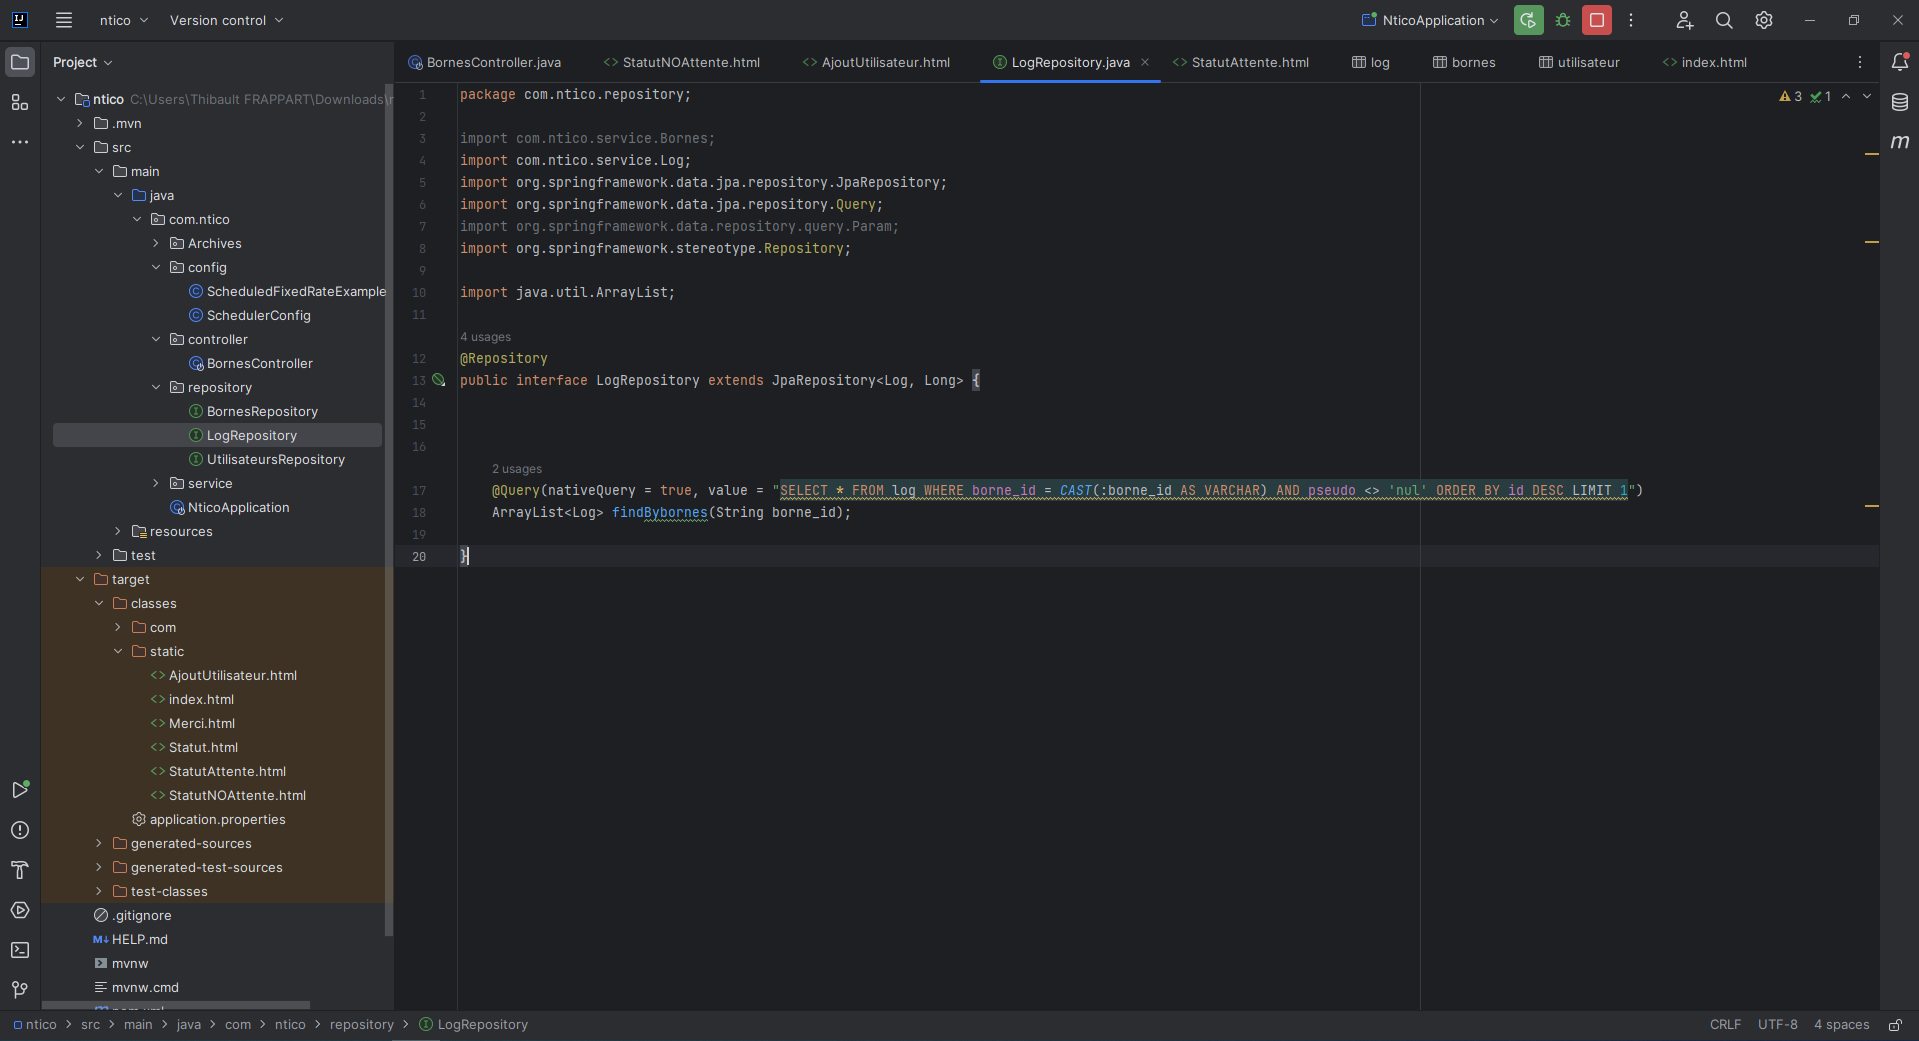 ntico
Version control
NticoApplication
Project
BornesController.java
StatutNOAttente.html
AjoutUtilisateur.html
LogRepository.java
StatutAttente.html
log
bornes
utilisateur
index.html
ntico C:\Users\Thibault FRAPPART\Downloads\
.mvn
src
main
java
com.ntico
Archives
config
ScheduledFixedRateExample
SchedulerConfig
controller
BornesController
repository
BornesRepository
LogRepository
UtilisateursRepository
service
NticoApplication
resources
test
target
classes
com
static
AjoutUtilisateur.html
index.html
Merci.html
Statut.html
StatutAttente.html
StatutNOAttente.html
application.properties
generated-sources
generated-test-sources
test-classes
.gitignore
M↓ HELP.md
mvnw
mvnw.cmd
3 1
1 package com.ntico.repository;
2
3 import com.ntico.service.Bornes;
4 import com.ntico.service.Log;
5 import org.springframework.data.jpa.repository.JpaRepository;
6 import org.springframework.data.jpa.repository.Query;
7 import org.springframework.data.repository.query.Param;
8 import org.springframework.stereotype.Repository;
9
10 import java.util.ArrayList;
11
4 usages
12 @Repository
13 public interface LogRepository extends JpaRepository<Log, Long> {
14
15
16
2 usages
17 @Query(nativeQuery = true, value = "SELECT * FROM log WHERE borne_id = CAST(:borne_id AS VARCHAR) AND pseudo <> 'nul' ORDER BY id DESC LIMIT 1")
18 ArrayList<Log> findBybornes(String borne_id);
19
20 }
m
ntico > src > main > java > com > ntico > repository > LogRepository
CRLF
UTF-8
4 spaces